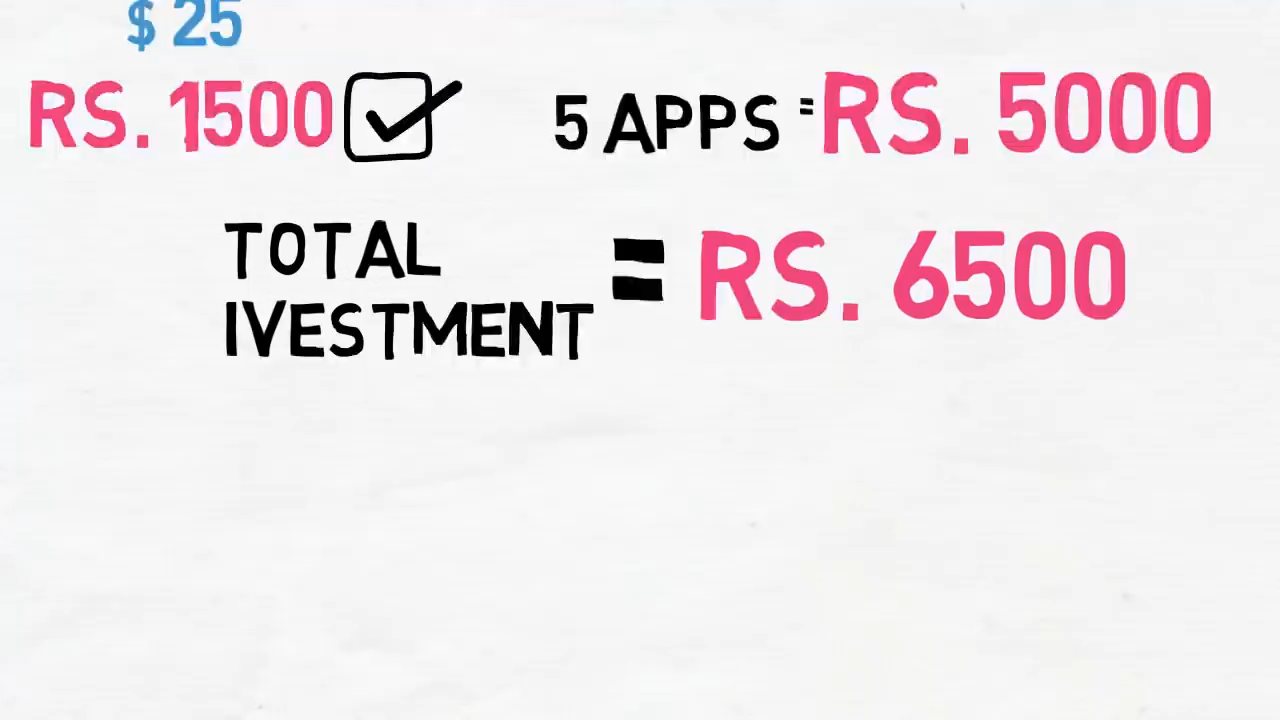 $ 25
RS. 1500 5 APPS = RS. 5000
TOTAL
IVESTMENT = RS. 6500